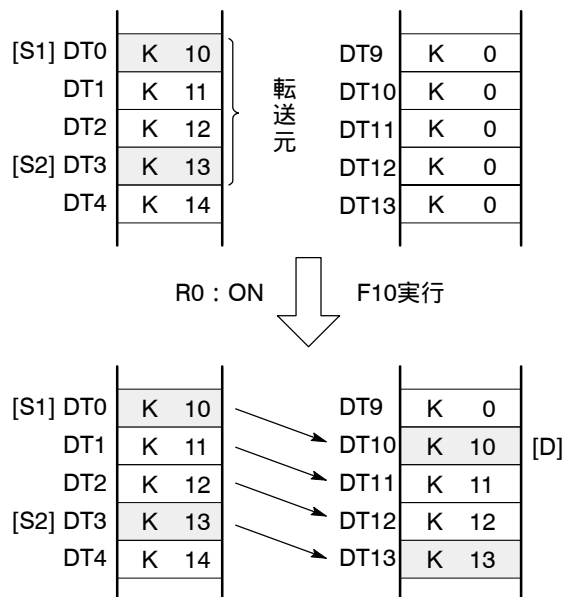 [S1] DT0 K 10
DT1 K 11
DT2 K 12
[S2] DT3 K 13
DT4 K 14
転送元
DT9 K 0
DT10 K 0
DT11 K 0
DT12 K 0
DT13 K 0
R0：ON F10実行
[S1] DT0 K 10
DT1 K 11
DT2 K 12
[S2] DT3 K 13
DT4 K 14
DT9 K 0
DT10 K 10 [D]
DT11 K 11
DT12 K 12
DT13 K 13